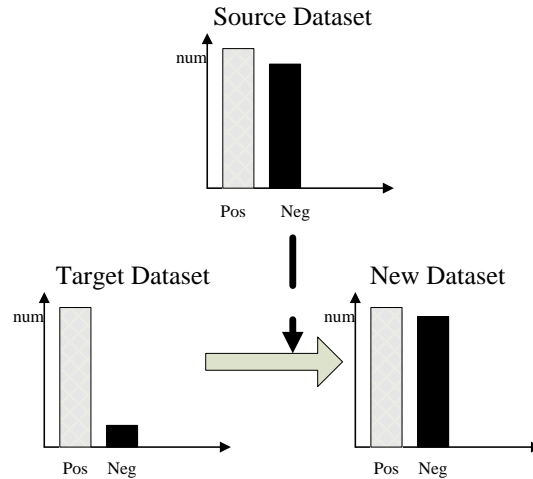 Source Dataset
num
Pos Neg
Target Dataset
num
Pos Neg
New Dataset
num
Pos Neg